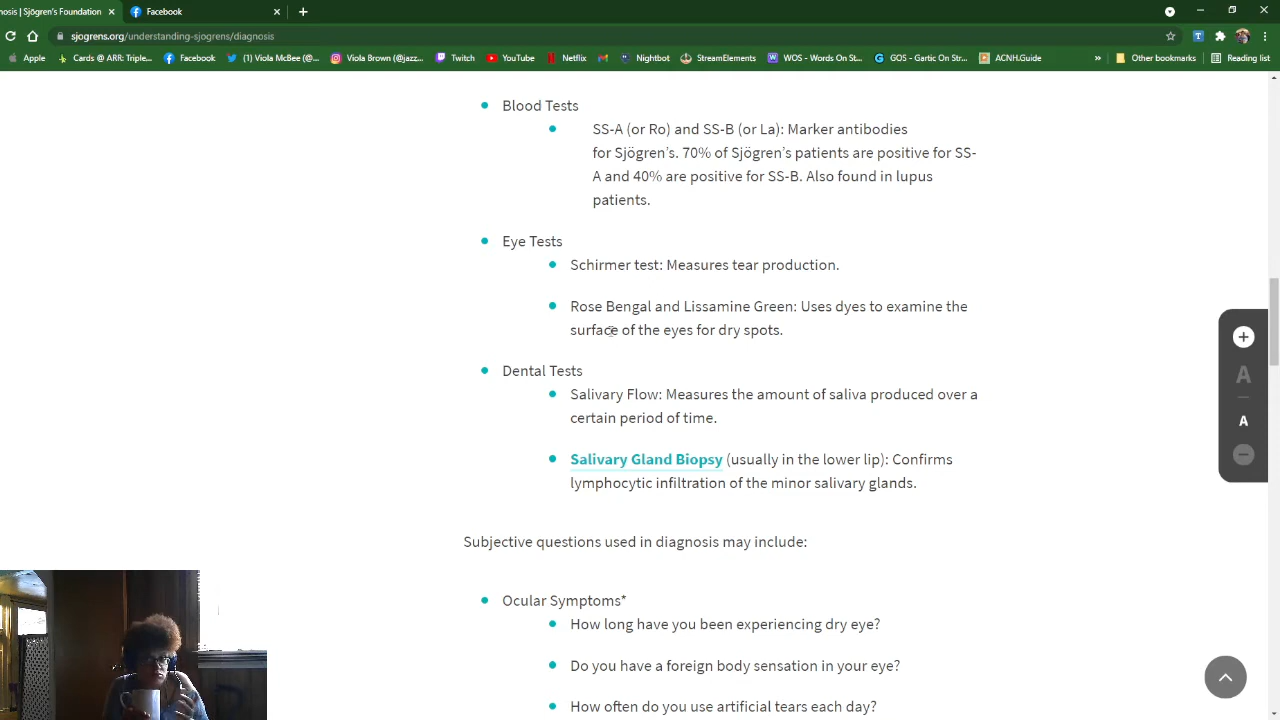 nosis | Sjögren's Foundation
Facebook
sjogrens.org/understanding-sjogrens/diagnosis
Apple
Cards @ ARR: Triple...
Facebook
(1) Viola McBee (@...
Viola Brown (@jazz...
Twitch
YouTube
Netflix
Nightbot
StreamElements
WOS - Words On St...
GOS - Gartic On Str...
ACNH.Guide
»
Other bookmarks
Reading list
Blood Tests
SS-A (or Ro) and SS-B (or La): Marker antibodies
for Sjögren's. 70% of Sjögren's patients are positive for SS-
A and 40% are positive for SS-B. Also found in lupus
patients.
Eye Tests
Schirmer test: Measures tear production.
Rose Bengal and Lissamine Green: Uses dyes to examine the
surface of the eyes for dry spots.
Dental Tests
Salivary Flow: Measures the amount of saliva produced over a
certain period of time.
Salivary Gland Biopsy (usually in the lower lip): Confirms
lymphocytic infiltration of the minor salivary glands.
Subjective questions used in diagnosis may include:
Ocular Symptoms*
How long have you been experiencing dry eye?
Do you have a foreign body sensation in your eye?
How often do you use artificial tears each day?
A
A